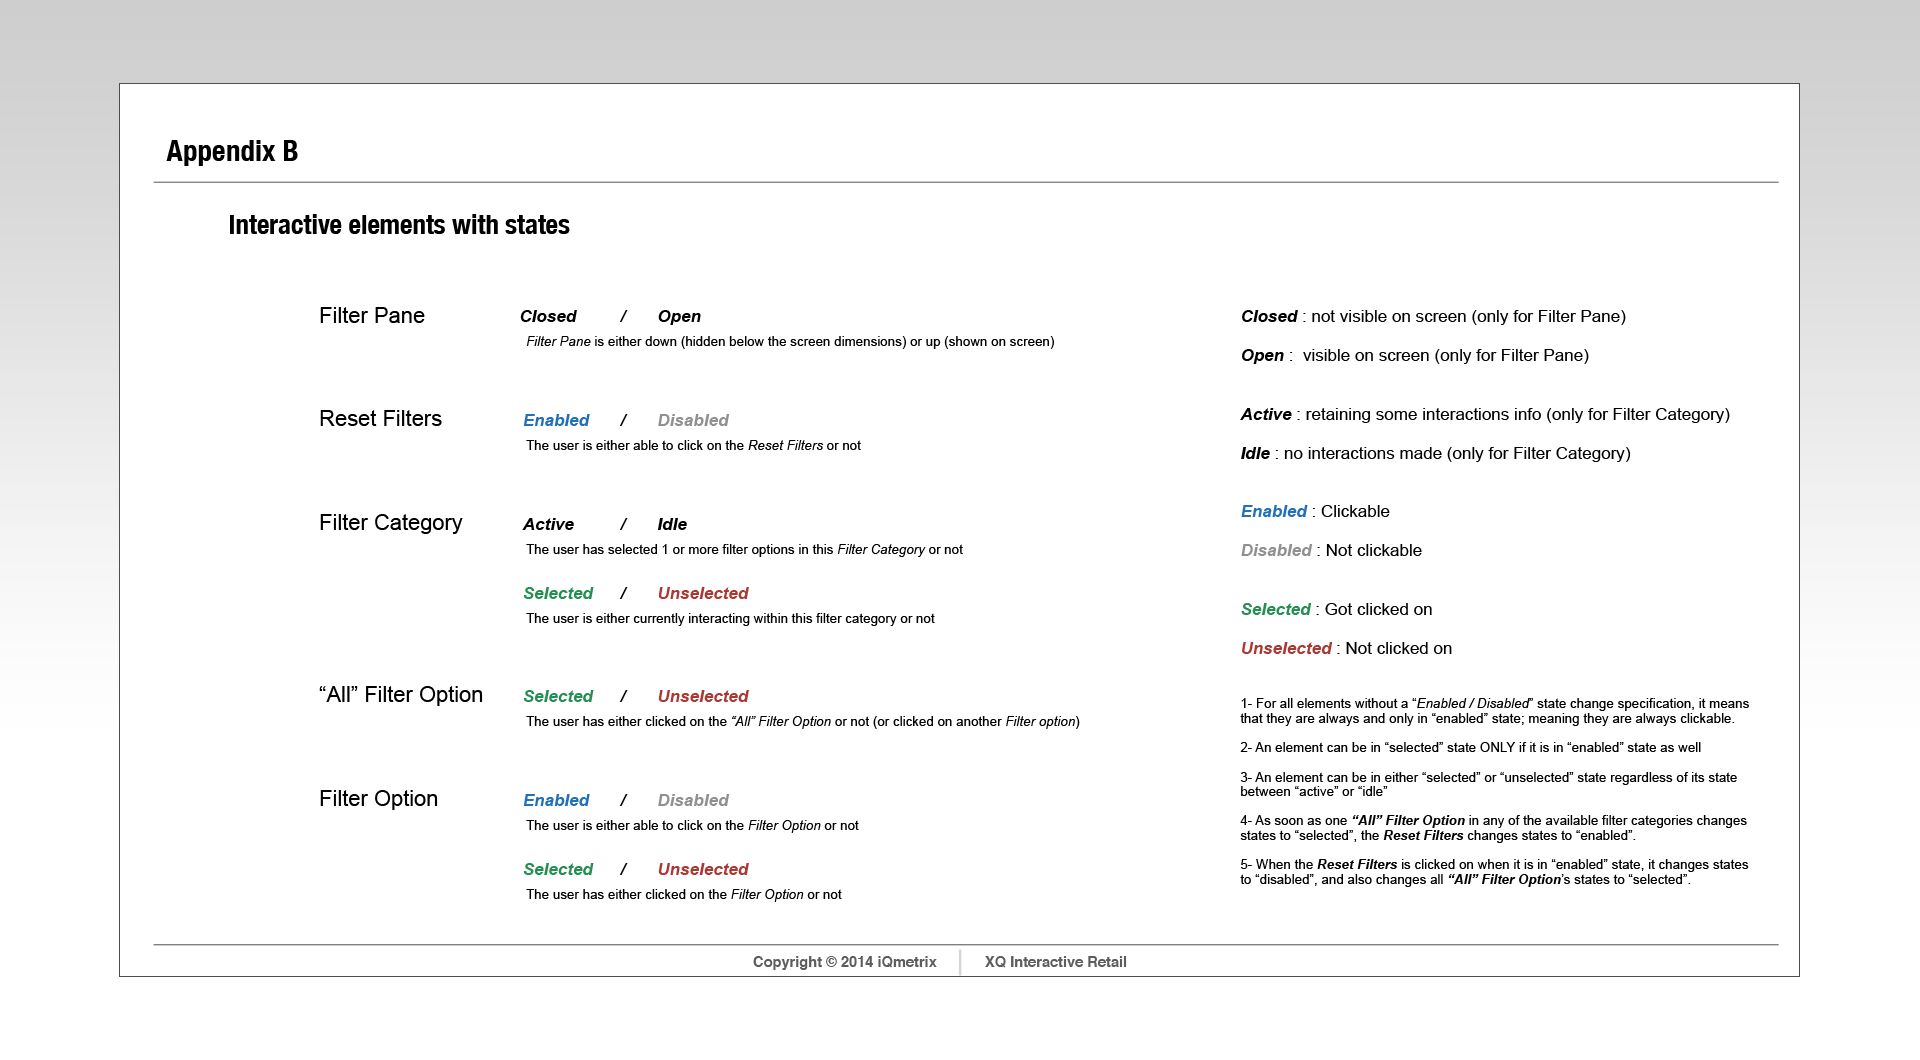 Appendix B
Interactive elements with states
Filter Pane
Closed / Open
Filter Pane is either down (hidden below the screen dimensions) or up (shown on screen)
Reset Filters
Enabled / Disabled
The user is either able to click on the Reset Filters or not
Filter Category
Active / Idle
The user has selected 1 or more filter options in this Filter Category or not
Selected / Unselected
The user is either currently interacting within this filter category or not
“All” Filter Option
Selected / Unselected
The user has either clicked on the “All” Filter Option or not (or clicked on another Filter option)
Filter Option
Enabled / Disabled
The user is either able to click on the Filter Option or not
Selected / Unselected
The user has either clicked on the Filter Option or not
Closed : not visible on screen (only for Filter Pane)
Open : visible on screen (only for Filter Pane)
Active : retaining some interactions info (only for Filter Category)
Idle : no interactions made (only for Filter Category)
Enabled : Clickable
Disabled : Not clickable
Selected : Got clicked on
Unselected : Not clicked on
1- For all elements without a “Enabled / Disabled” state change specification, it means
that they are always and only in “enabled” state; meaning they are always clickable.
2- An element can be in “selected” state ONLY if it is in “enabled” state as well
3- An element can be in either “selected” or “unselected” state regardless of its state
between “active” or “idle”
4- As soon as one “All” Filter Option in any of the available filter categories changes
states to “selected”, the Reset Filters changes states to “enabled”.
5- When the Reset Filters is clicked on when it is in “enabled” state, it changes states
to “disabled”, and also changes all “All” Filter Option’s states to “selected”.
Copyright © 2014 iQmetrix
XQ Interactive Retail